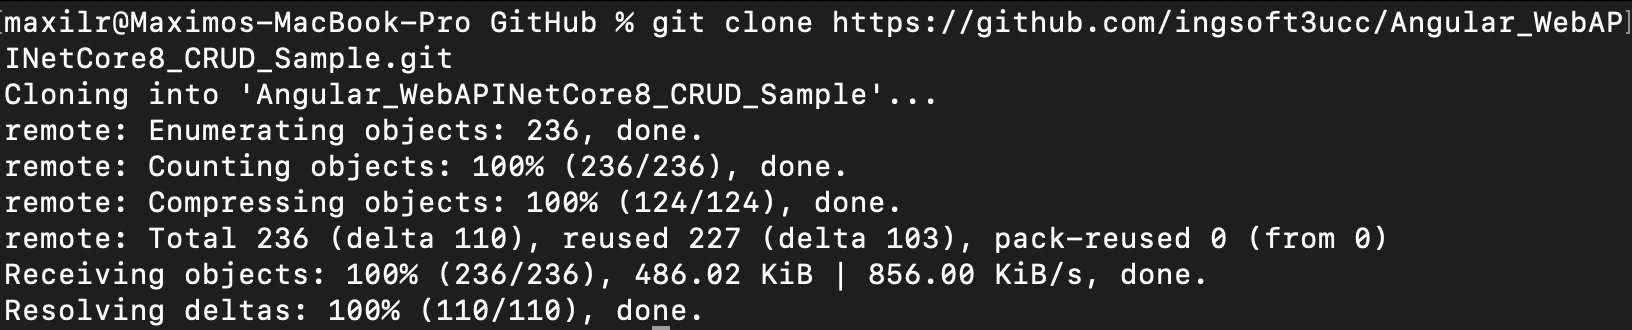 [maxilr@Maximos-MacBook-Pro GitHub % git clone https://github.com/ingsoft3ucc/Angular_WebAP]
INetCore8_CRUD_Sample.git
Cloning into 'Angular_WebAPINetCore8_CRUD_Sample'...
remote: Enumerating objects: 236, done.
remote: Counting objects: 100% (236/236), done.
remote: Compressing objects: 100% (124/124), done.
remote: Total 236 (delta 110), reused 227 (delta 103), pack-reused 0 (from 0)
Receiving objects: 100% (236/236), 486.02 KiB | 856.00 KiB/s, done.
Resolving deltas: 100% (110/110), done.